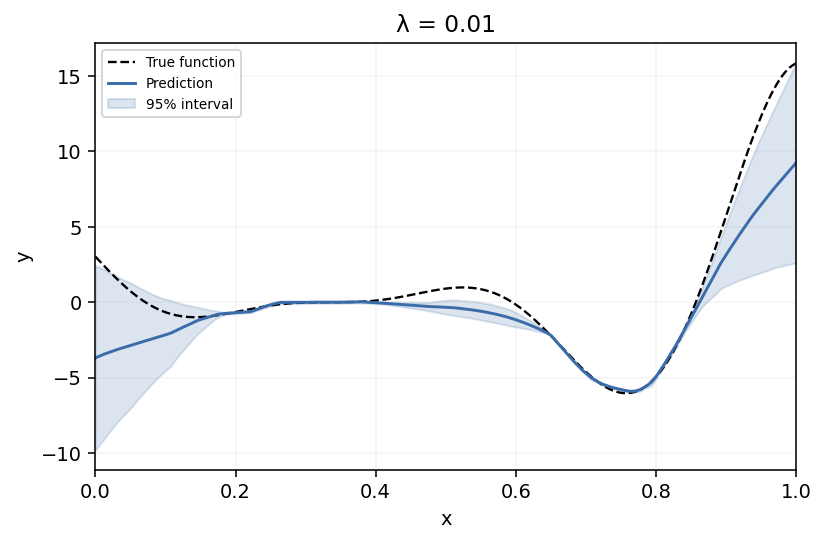 λ = 0.01
True function
Prediction
95% interval
y
15
10
5
0
−5
−10
0.0 0.2 0.4 0.6 0.8 1.0
x